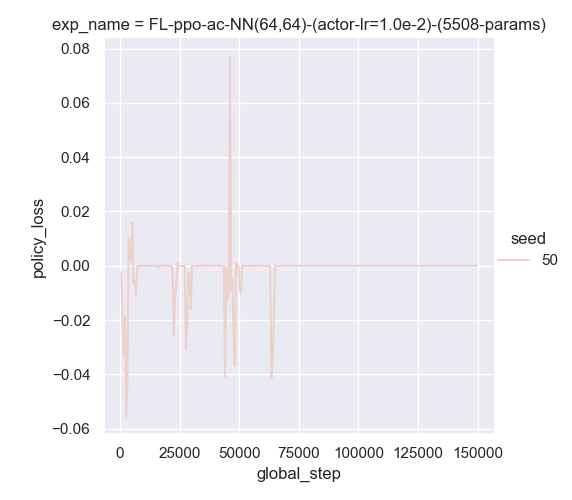 exp_name = FL-ppo-ac-NN(64,64)-(actor-lr=1.0e-2)-(5508-params)
0.08
0.06
0.04
0.02
0.00
−0.02
−0.04
−0.06
policy_loss
0 25000 50000 75000 100000 125000 150000
global_step
seed
50